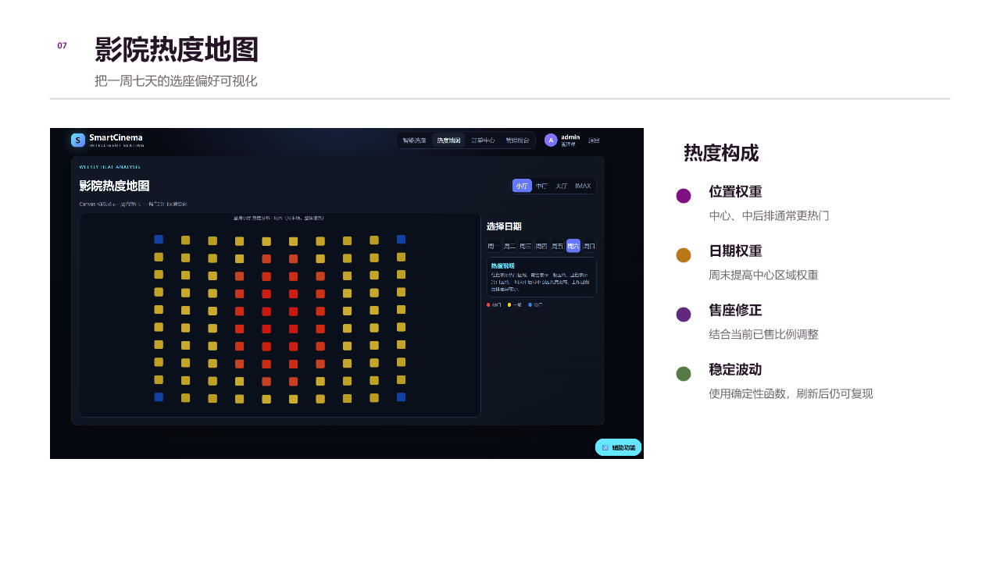 07
影院热度地图
把一周七天的选座偏好可视化
S
SmartCinema
INTELLIGENT SEATING
智能选座 热度地图 订单中心 管理后台
A
admin
管理员
退出
WEEKLY HEAT ANALYSIS
影院热度地图
小厅 中厅 大厅 IMAX
Canvas
选择日期
周一 周二 周三 周四 周五 周六 周日
热度说明
热门 一般 冷门
辅助功能
热度构成
位置权重
中心、中后排通常更热门
日期权重
周末提高中心区域权重
售座修正
结合当前已售比例调整
稳定波动
使用确定性函数，刷新后仍可复现